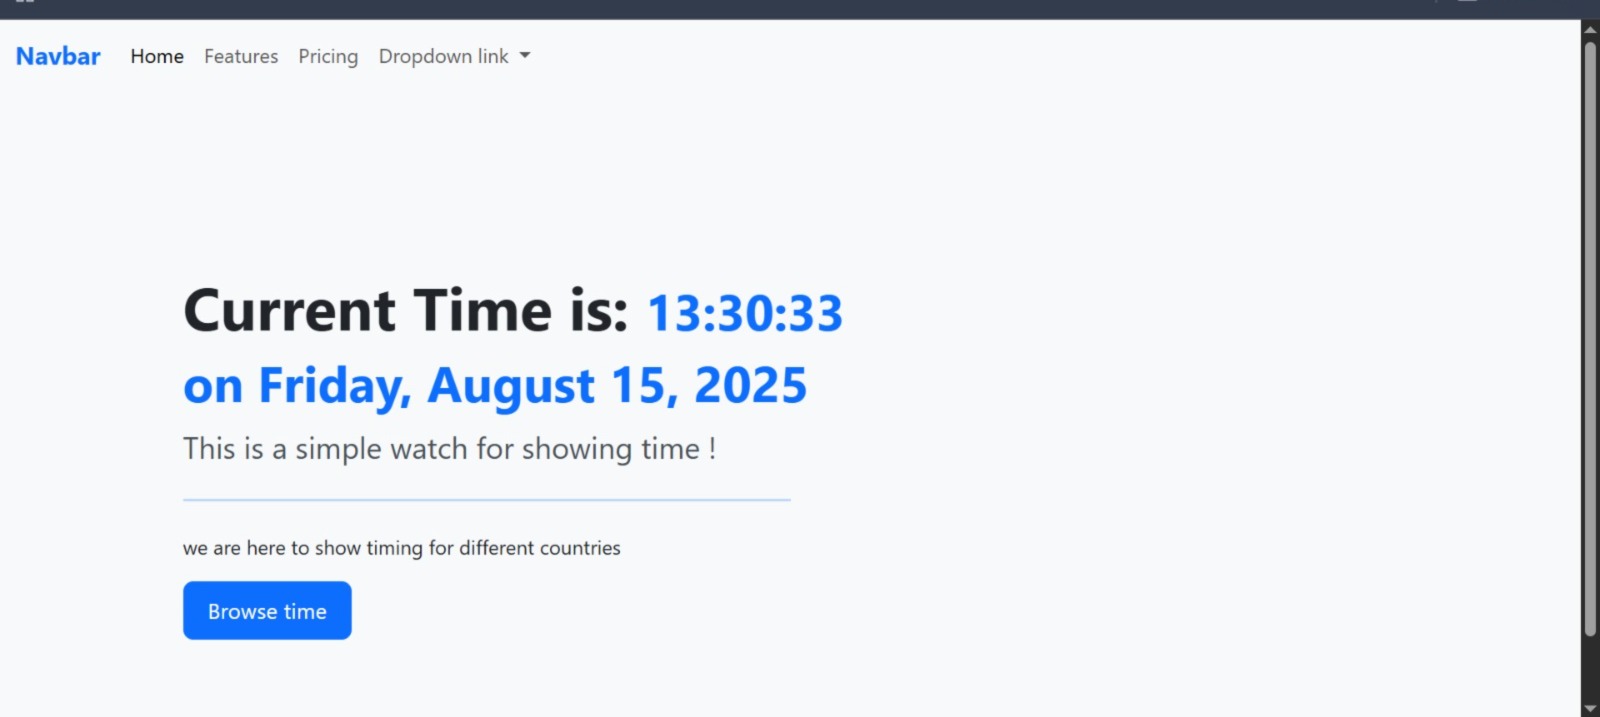 Navbar Home Features Pricing Dropdown link
Current Time is: 13:30:33
on Friday, August 15, 2025
This is a simple watch for showing time !
we are here to show timing for different countries
Browse time